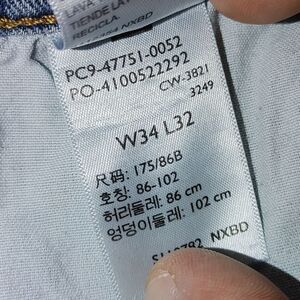 TIENDE LA
RECICLA.
NXBD
PC9-47751-0052
PO-4100522292
CW-3821
3249
W34 L32
尺码: 175/86B
호칭: 86-102
허리둘레: 86 cm
엉덩이둘레: 102 cm
NXBD